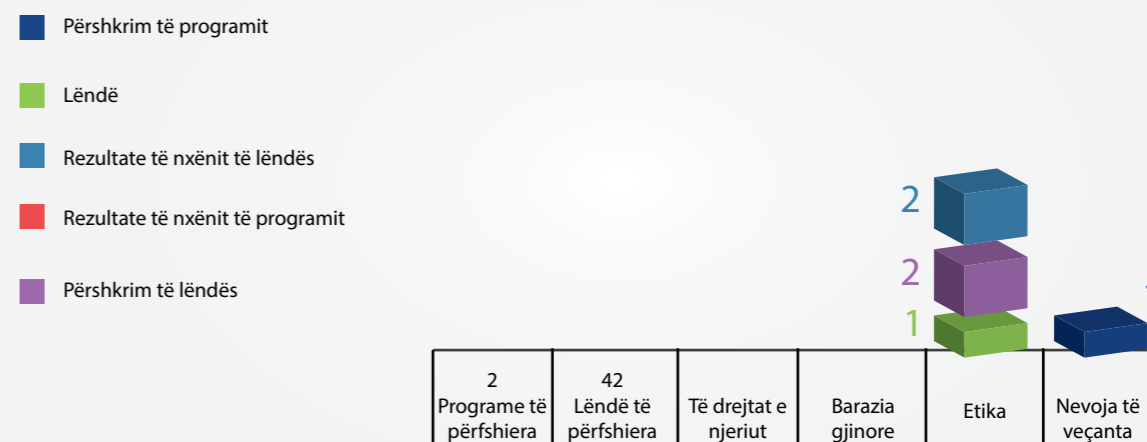 Përshkrim të programit
Lëndë
Rezultate të nxënit të lëndës
Rezultate të nxënit të programit
Përshkrim të lëndës
2
2
1
2
Programe të
përfshiera
42
Lëndë të
përfshiera
Të drejtat e
njeriut
Barazia
gjinore
Etika
Nevoja të
veçanta